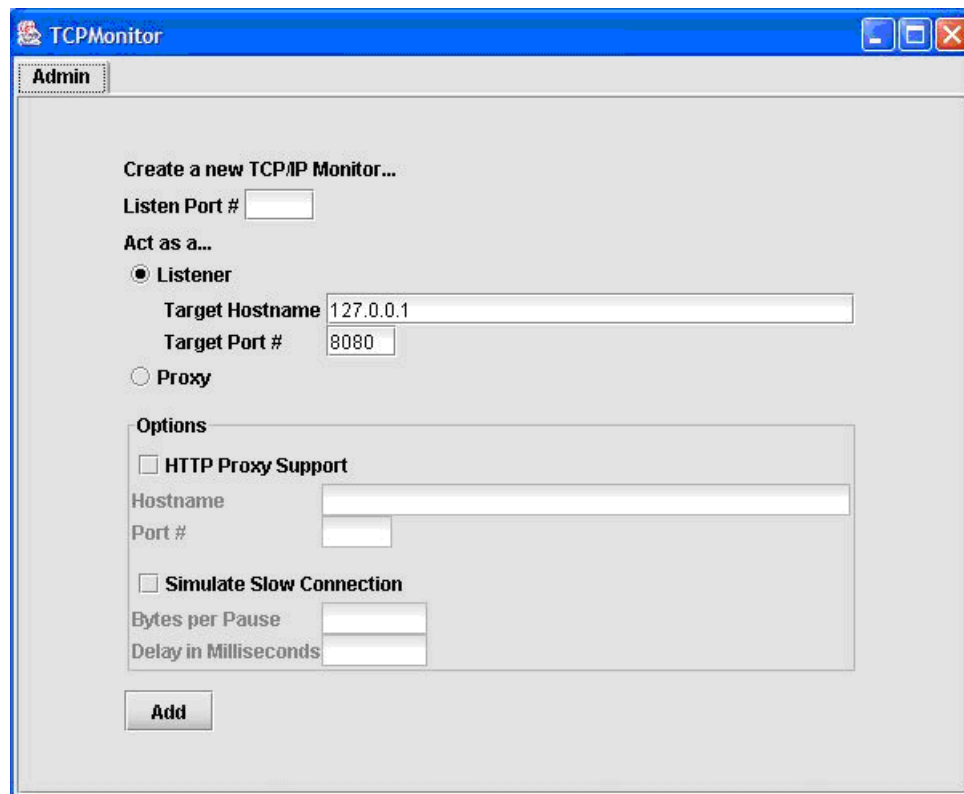 TCPMonitor
Admin
Create a new TCP/IP Monitor...
Listen Port #
Act as a...
Listener
Target Hostname 127.0.0.1
Target Port # 8080
Proxy
Options
HTTP Proxy Support
Hostname
Port #
Simulate Slow Connection
Bytes per Pause
Delay in Milliseconds
Add